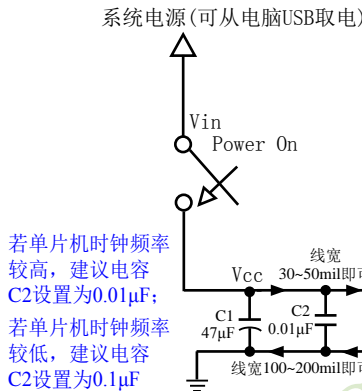 系统电源(可从电脑USB取电)
Vin
Power On
若单片机时钟频率
较高，建议电容
C2设置为0.01μF；
若单片机时钟频率
较低，建议电容
C2设置为0.1μF
Vcc
线宽
30~50mil即可
C1
47μF
C2
0.01μF
线宽100~200mil即可